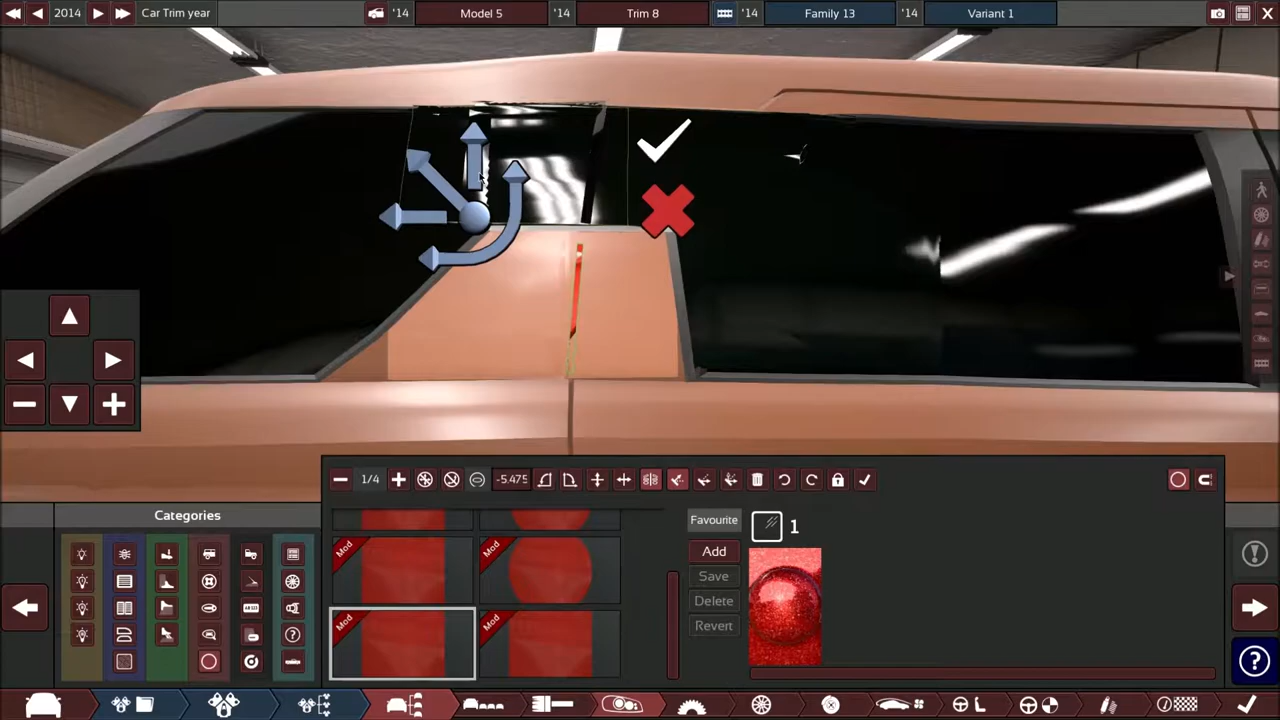 2014 Car Trim year '14 Model 5 '14 Trim 8 '14 Family 13 '14 Variant 1
1/4 -5.475
Categories
Favourite 1
Mod Mod
Add
Save
Delete
Mod Mod
Revert